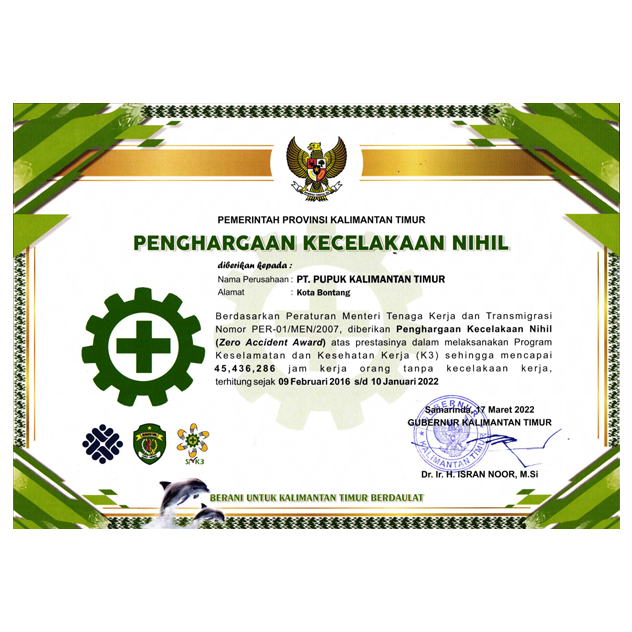 PEMERINTAH PROVINSI KALIMANTAN TIMUR
PENGHARGAAN KECELAKAAN NIHIL
diberikan kepada :
Nama Perusahaan : PT. PUPUK KALIMANTAN TIMUR
Alamat : Kota Bontang
Berdasarkan Peraturan Menteri Tenaga Kerja dan Transmigrasi
Nomor PER-01/MEN/2007, diberikan Penghargaan Kecelakaan Nihil
(Zero Accident Award) atas prestasinya dalam melaksanakan Program
Keselamatan dan Kesehatan Kerja (K3) sehingga mencapai
45,436,286 jam kerja orang tanpa kecelakaan kerja,
terhitung sejak 09 Februari 2016 s/d 10 Januari 2022
Samarinda, 17 Maret 2022
GUBERNUR KALIMANTAN TIMUR
GUBERNUR
KALIMANTAN TIMUR
SMK3
Dr. Ir. H. ISRAN NOOR, M.Si
BERANI UNTUK KALIMANTAN TIMUR BERDAULAT